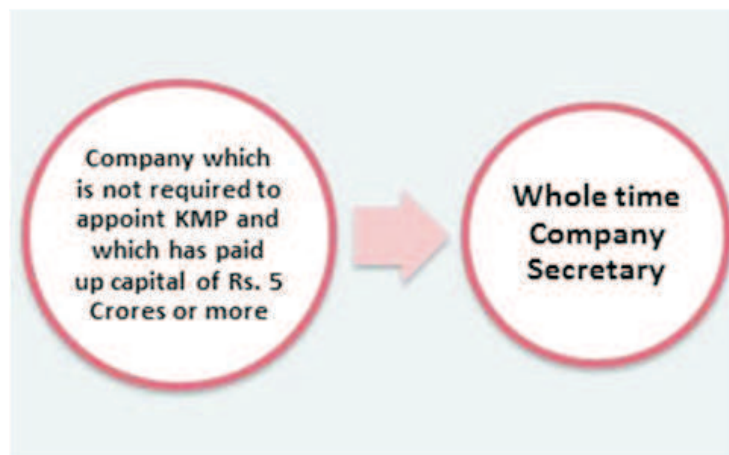 Company which
is not required to
appoint KMP and
which has paid
up capital of Rs. 5
Crores or more
Whole time
Company
Secretary